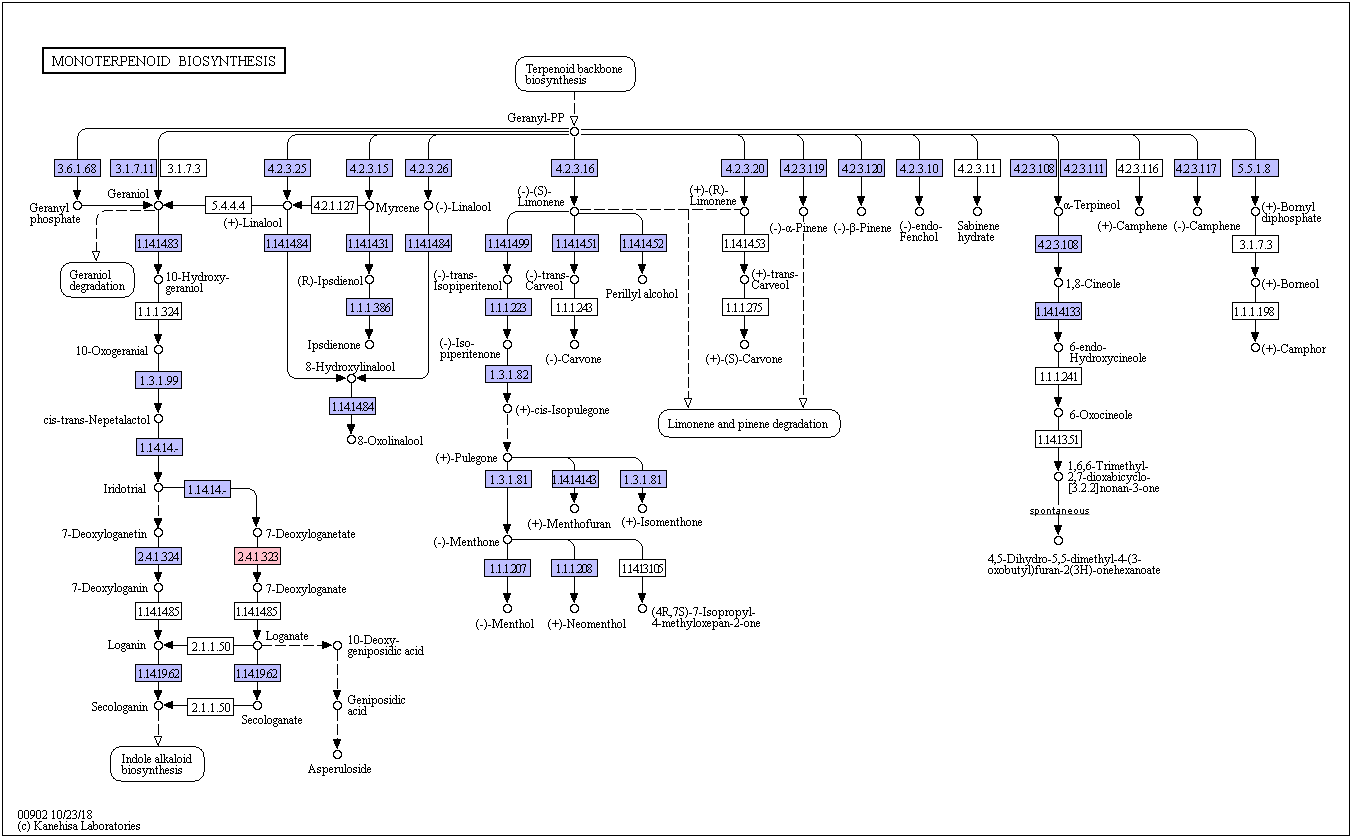 MONOTERPENOID BIOSYNTHESIS
Terpenoid backbone
biosynthesis
Geranyl-PP
3.6.1.68
3.1.7.11
3.1.7.3
4.2.3.25
4.2.3.15
4.2.3.26
4.2.3.16
4.2.3.20
4.2.3.119
4.2.3.120
4.2.3.10
4.2.3.11
4.2.3.108
4.2.3.111
4.2.3.116
4.2.3.117
5.5.1.8
Geranyl
phosphate
Geraniol
5.4.4.4
(+)-Linalool
4.2.1.127
Myrcene
(-)-Linalool
(-)-(S)-
Limonene
(+)-(R)-
Limonene
(-)-α-Pinene
(-)-β-Pinene
(-)-endo-
Fenchol
Sabinene
hydrate
α-Terpineol
(+)-Camphene
(-)-Camphene
(+)-Bornyl
diphosphate
1.14.14.83
1.14.14.84
1.14.14.31
1.14.14.84
1.14.14.99
1.14.14.51
1.14.14.52
1.14.14.53
4.2.3.108
3.1.7.3
Geraniol
degradation
10-Hydroxy-
geraniol
(R)-Ipsdienol
(-)-trans-
Isopiperitenol
(-)-trans-
Carveol
Perillyl alcohol
(+)-trans-
Carveol
1,8-Cineole
(+)-Borneol
1.1.1.324
1.1.1.386
1.1.1.223
1.1.1.243
1.1.1.275
1.14.14.133
1.1.1.198
10-Oxogeranial
Ipsdienone
(-)-Iso-
piperitenone
(-)-Carvone
(+)-(S)-Carvone
6-endo-
Hydroxycineole
(+)-Camphor
8-Hydroxylinalool
1.3.1.99
1.3.1.82
1.1.1.241
cis-trans-Nepetalactol
1.14.14.84
(+)-cis-Isopulegone
Limonene and pinene degradation
6-Oxocineole
1.14.14.-
8-Oxolinalool
1.14.13.51
(+)-Pulegone
Iridotrial
1.14.14.-
1.3.1.81
1.14.14.143
1.3.1.81
1,6,6-Trimethyl-
2,7-dioxabicyclo-
[3.2.2]nonan-3-one
spontaneous
(+)-Menthofuran
(+)-Isomenthone
7-Deoxyloganetin
7-Deoxyloganetate
(-)-Menthone
2.4.1.324
2.4.1.323
1.1.1.207
1.1.1.208
1.14.13.105
4,5-Dihydro-5,5-dimethyl-4-(3-
oxobutyl)furan-2(3H)-onehexanoate
7-Deoxyloganin
7-Deoxyloganate
1.14.14.85
1.14.14.85
(-)-Menthol
(+)-Neomenthol
(4R,7S)-7-Isopropyl-
4-methyloxepan-2-one
Loganin
2.1.1.50
Loganate
10-Deoxy-
geniposidic acid
1.14.19.62
1.14.19.62
Secologanin
2.1.1.50
Secologanate
Geniposidic
acid
Indole alkaloid
biosynthesis
Asperuloside
00902 10/23/18
(c) Kanehisa Laboratories